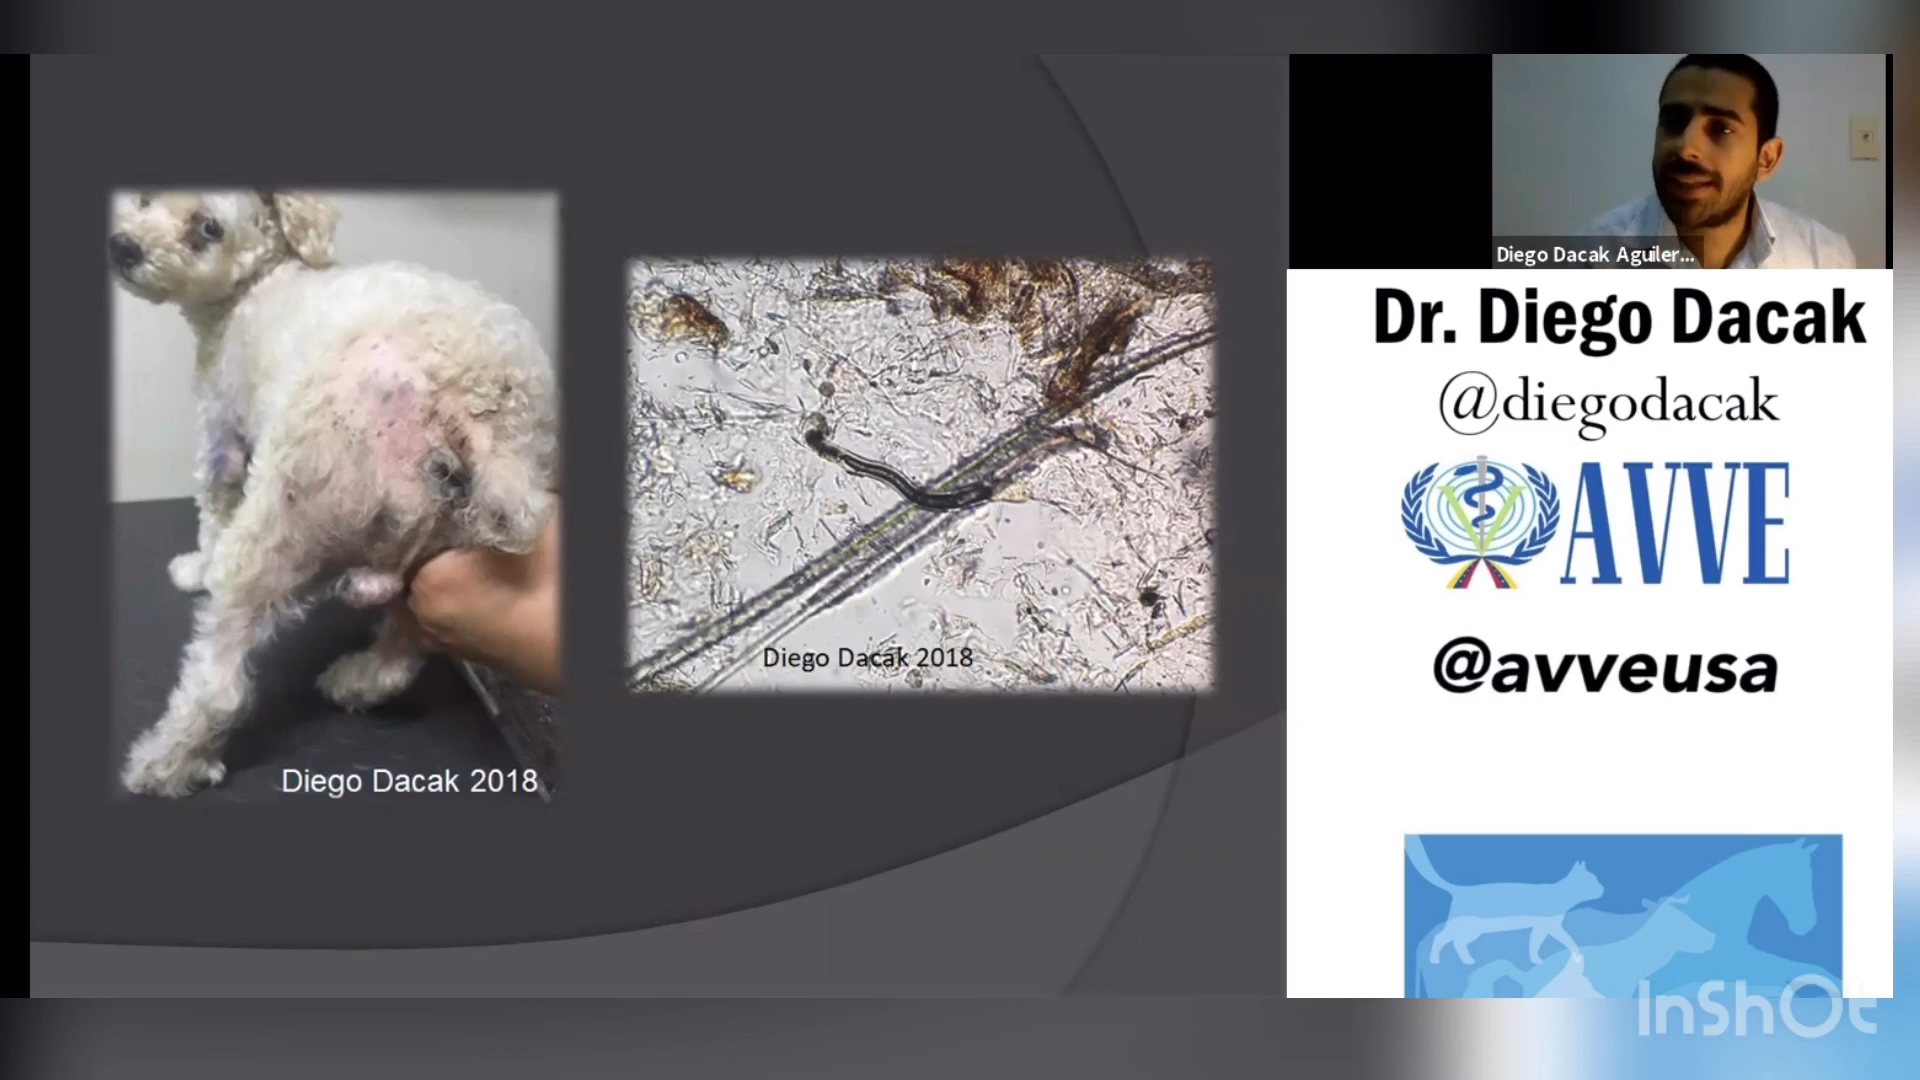 Diego Dacak 2018
Diego Dacak 2018
Diego Dacak Aguiler...
Dr. Diego Dacak
@diegodacak
AVVE
@avveusa
InShOt